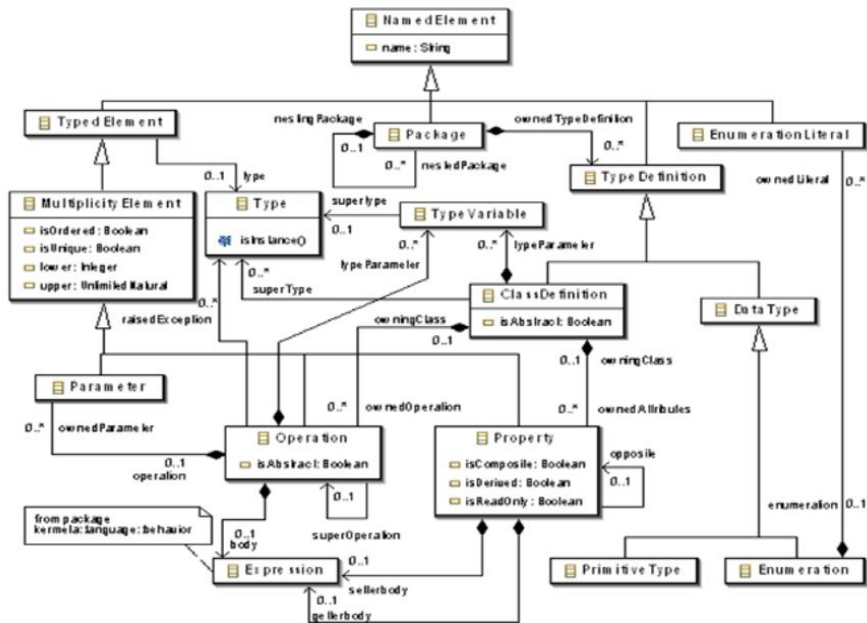 NamedElement
name: String
TypedElement
nestingPackage
0..1
Package
0..*
nestedPackage
ownedTypeDefinition
0..*
EnumerationLiteral
ownedLiteral
0..*
TypeDefinition
0..1
type
MultiplicityElement
isOrdered: Boolean
isUnique: Boolean
lower: Integer
upper: UnlimitedNatural
Type
isInstance()
supertype
0..1
TypeVariable
0..*
typeParameter
0..*
typeParameter
0..*
superType
ClassDefinition
isAbstract: Boolean
DataType
0..*
raisedException
owningClass
0..1
0..1
owningClass
Parameter
0..*
ownedParameter
0..1
operation
0..*
ownedOperation
0..*
ownedAttributes
Operation
isAbstract: Boolean
Property
isComposite: Boolean
isDerived: Boolean
isReadOnly: Boolean
opposite
0..1
0..1
superOperation
from package
kermeta::language::behavior
0..1
body
Expression
0..1
setterbody
0..1
getterbody
enumeration
0..1
PrimitiveType
Enumeration